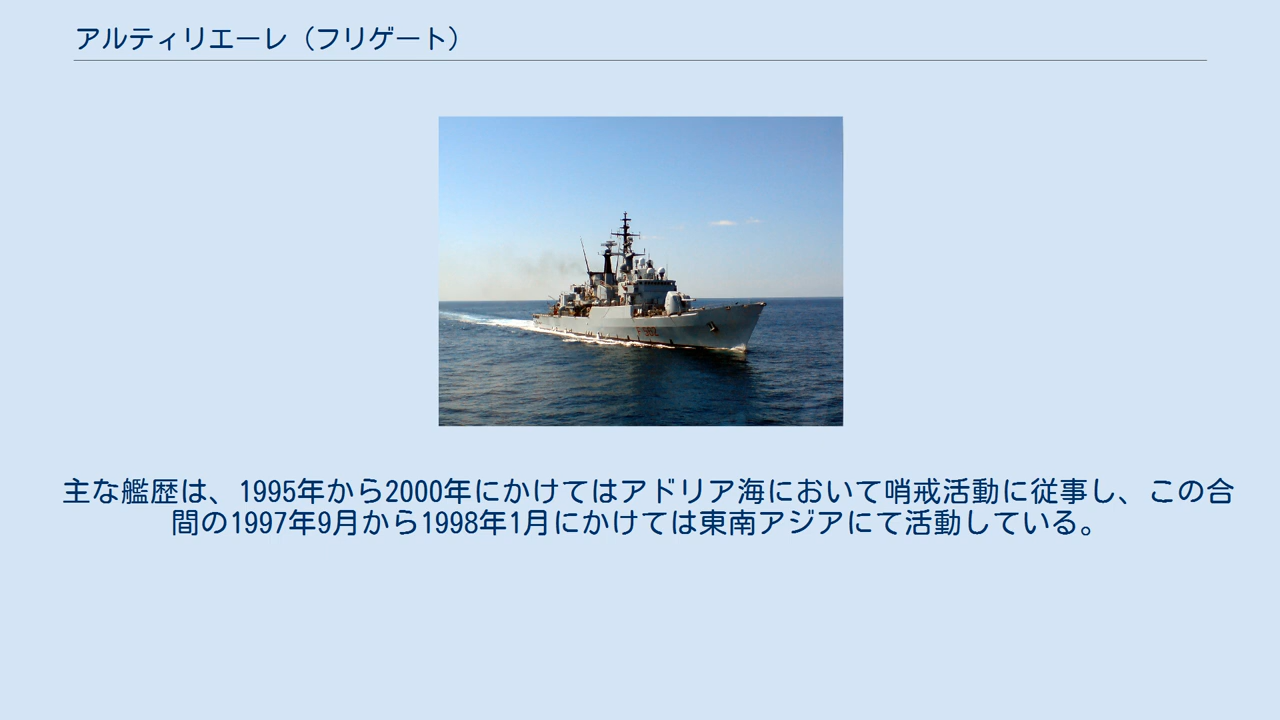 アルティリエーレ（フリゲート）
主な艦歴は、1995年から2000年にかけてはアドリア海において哨戒活動に従事し、この合
間の1997年9月から1998年1月にかけては東南アジアにて活動している。